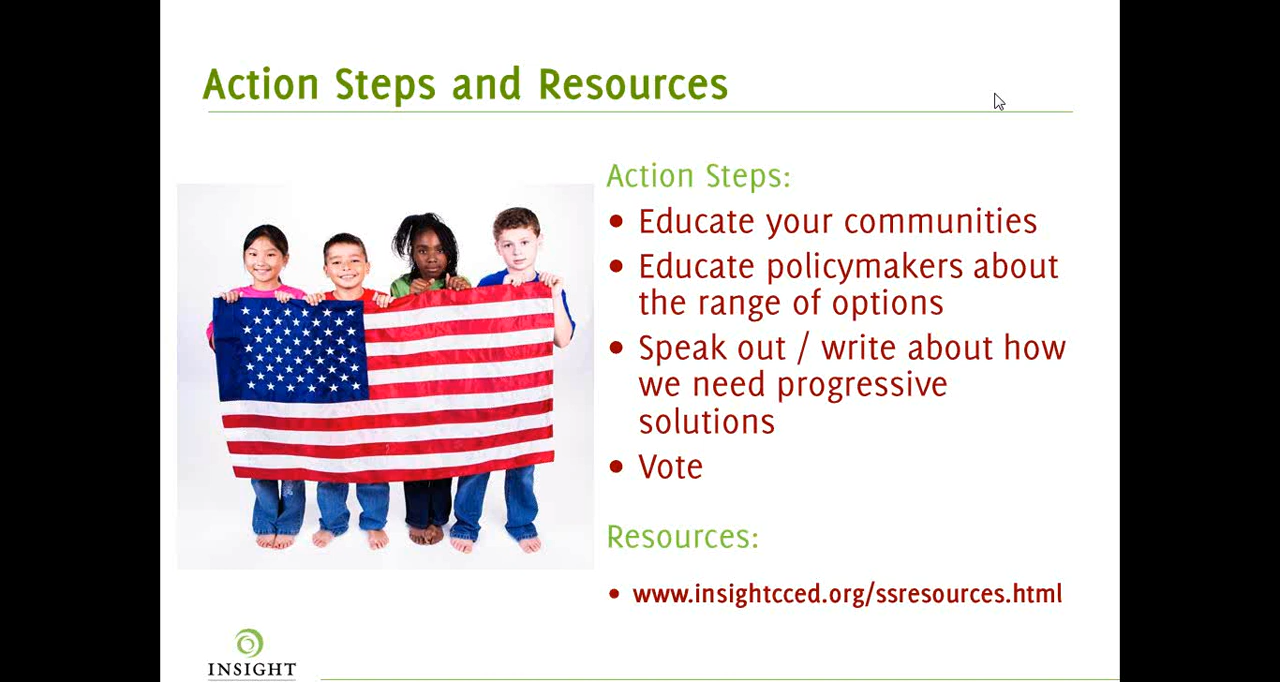 Action Steps and Resources
Action Steps:
• Educate your communities
• Educate policymakers about
the range of options
• Speak out / write about how
we need progressive
solutions
• Vote
Resources:
• www.insightcced.org/ssresources.html
INSIGHT